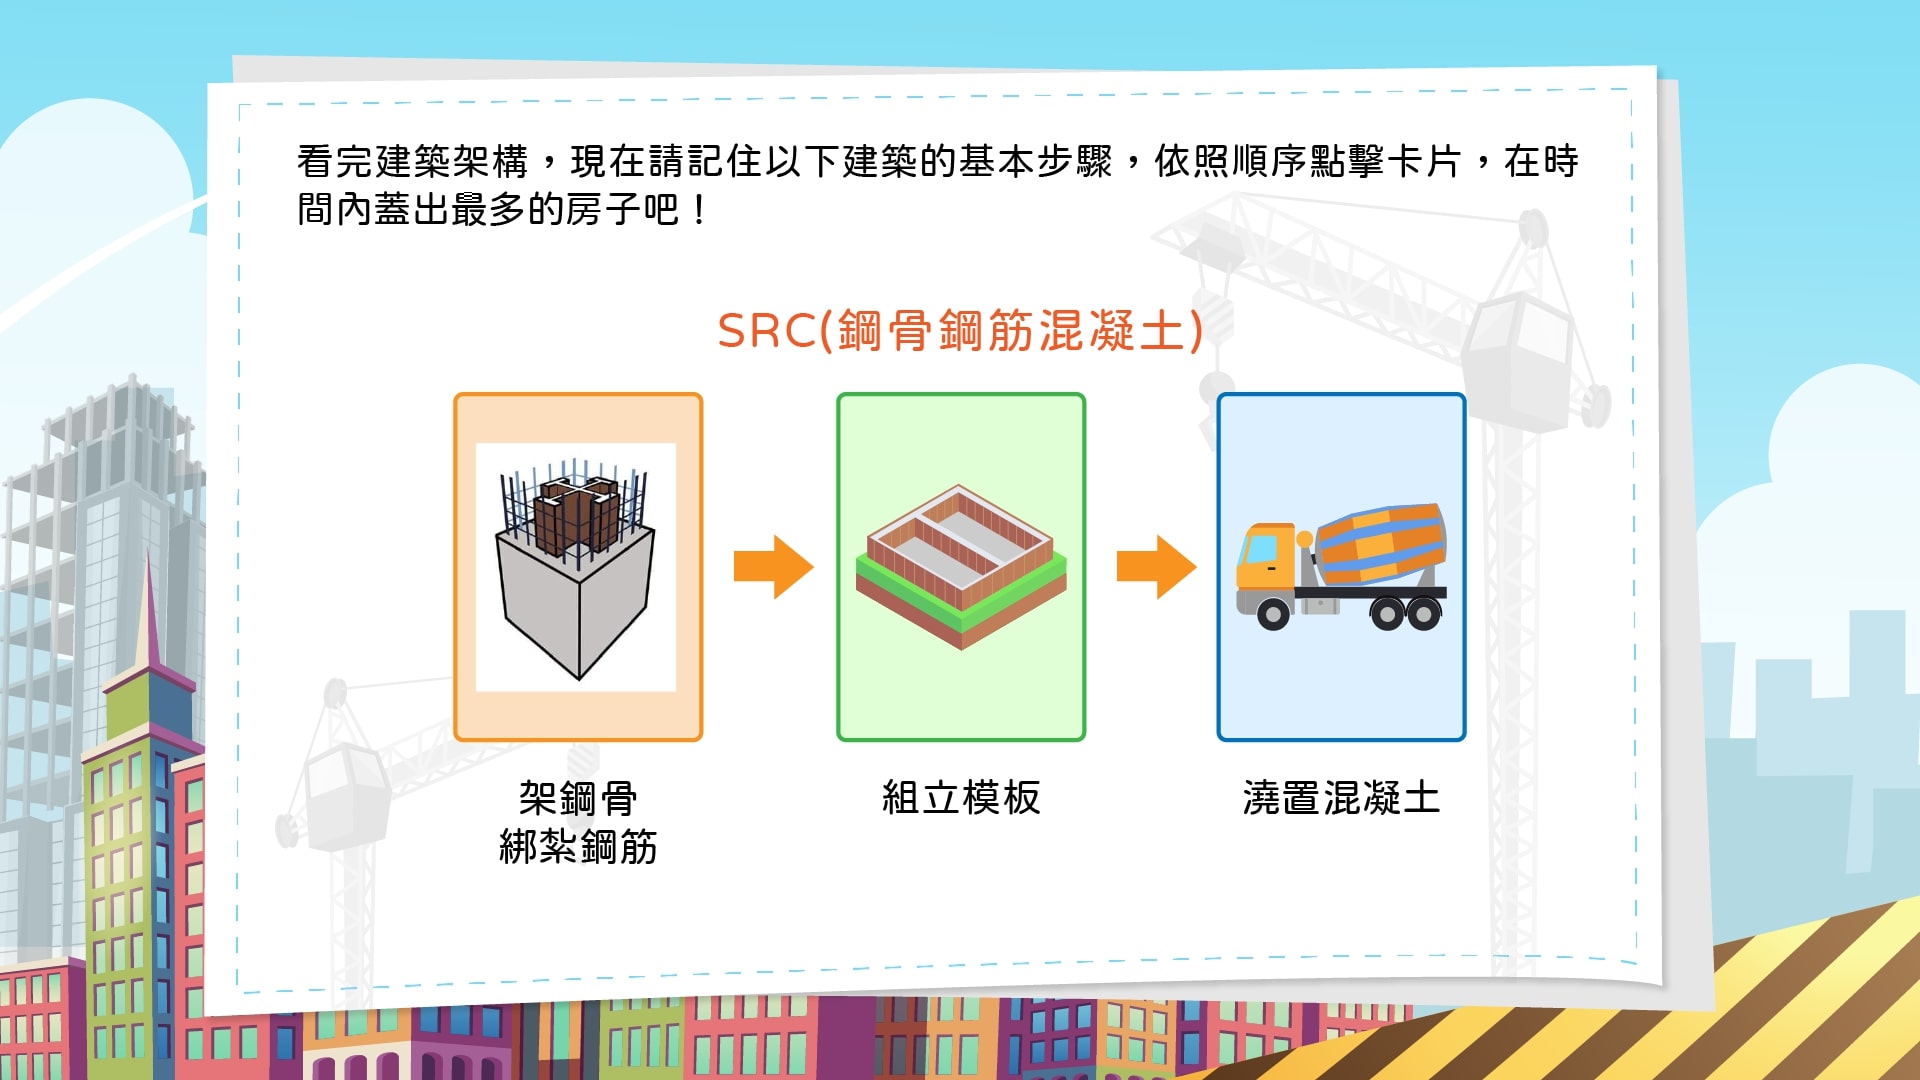 看完建築架構，現在請記住以下建築的基本步驟，依照順序點擊卡片，在時
間內蓋出最多的房子吧！
SRC(鋼骨鋼筋混凝土)
架鋼骨
綁紮鋼筋
組立模板
澆置混凝土